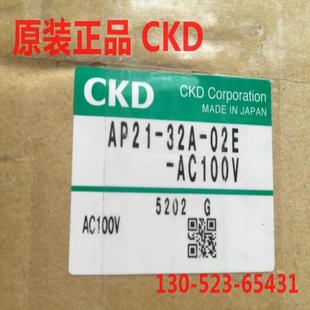 原装正品 CKD
CKD
CKD Corporation
MADE IN JAPAN
AP21-32A-02E
-AC100V
5202 G
AC100V
130-523-65431